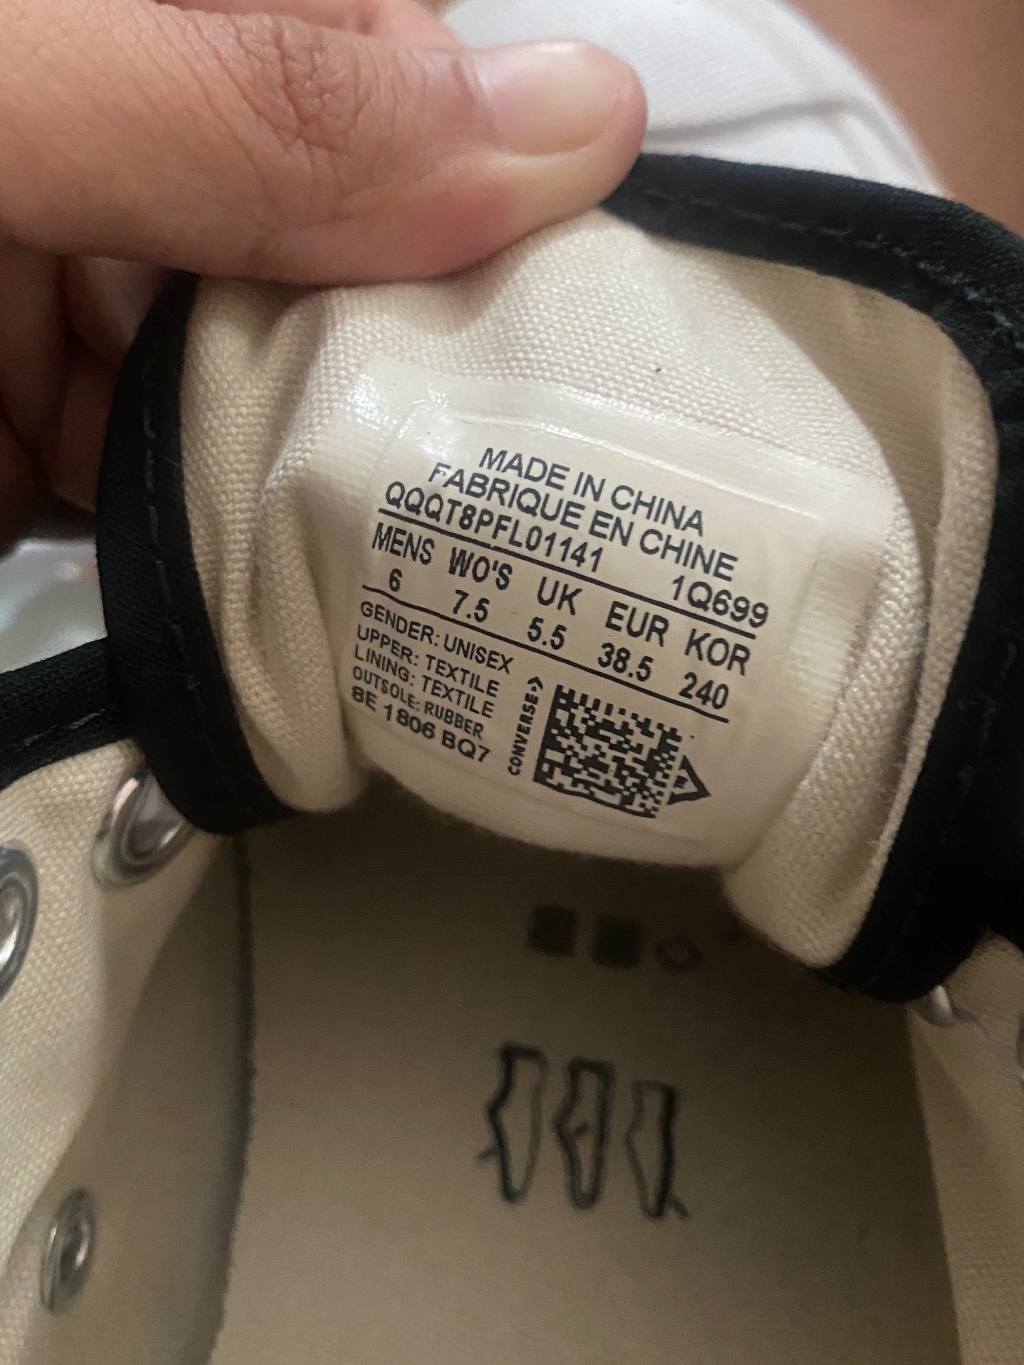 MADE IN CHINA
FABRIQUE EN CHINE
QQQT8PFL01141 1Q699
MENS WO'S UK EUR KOR
6 7.5 5.5 38.5 240
GENDER: UNISEX
UPPER: TEXTILE
LINING: TEXTILE
OUTSOLE: RUBBER
8E 1806 BQ7
CONVERSE